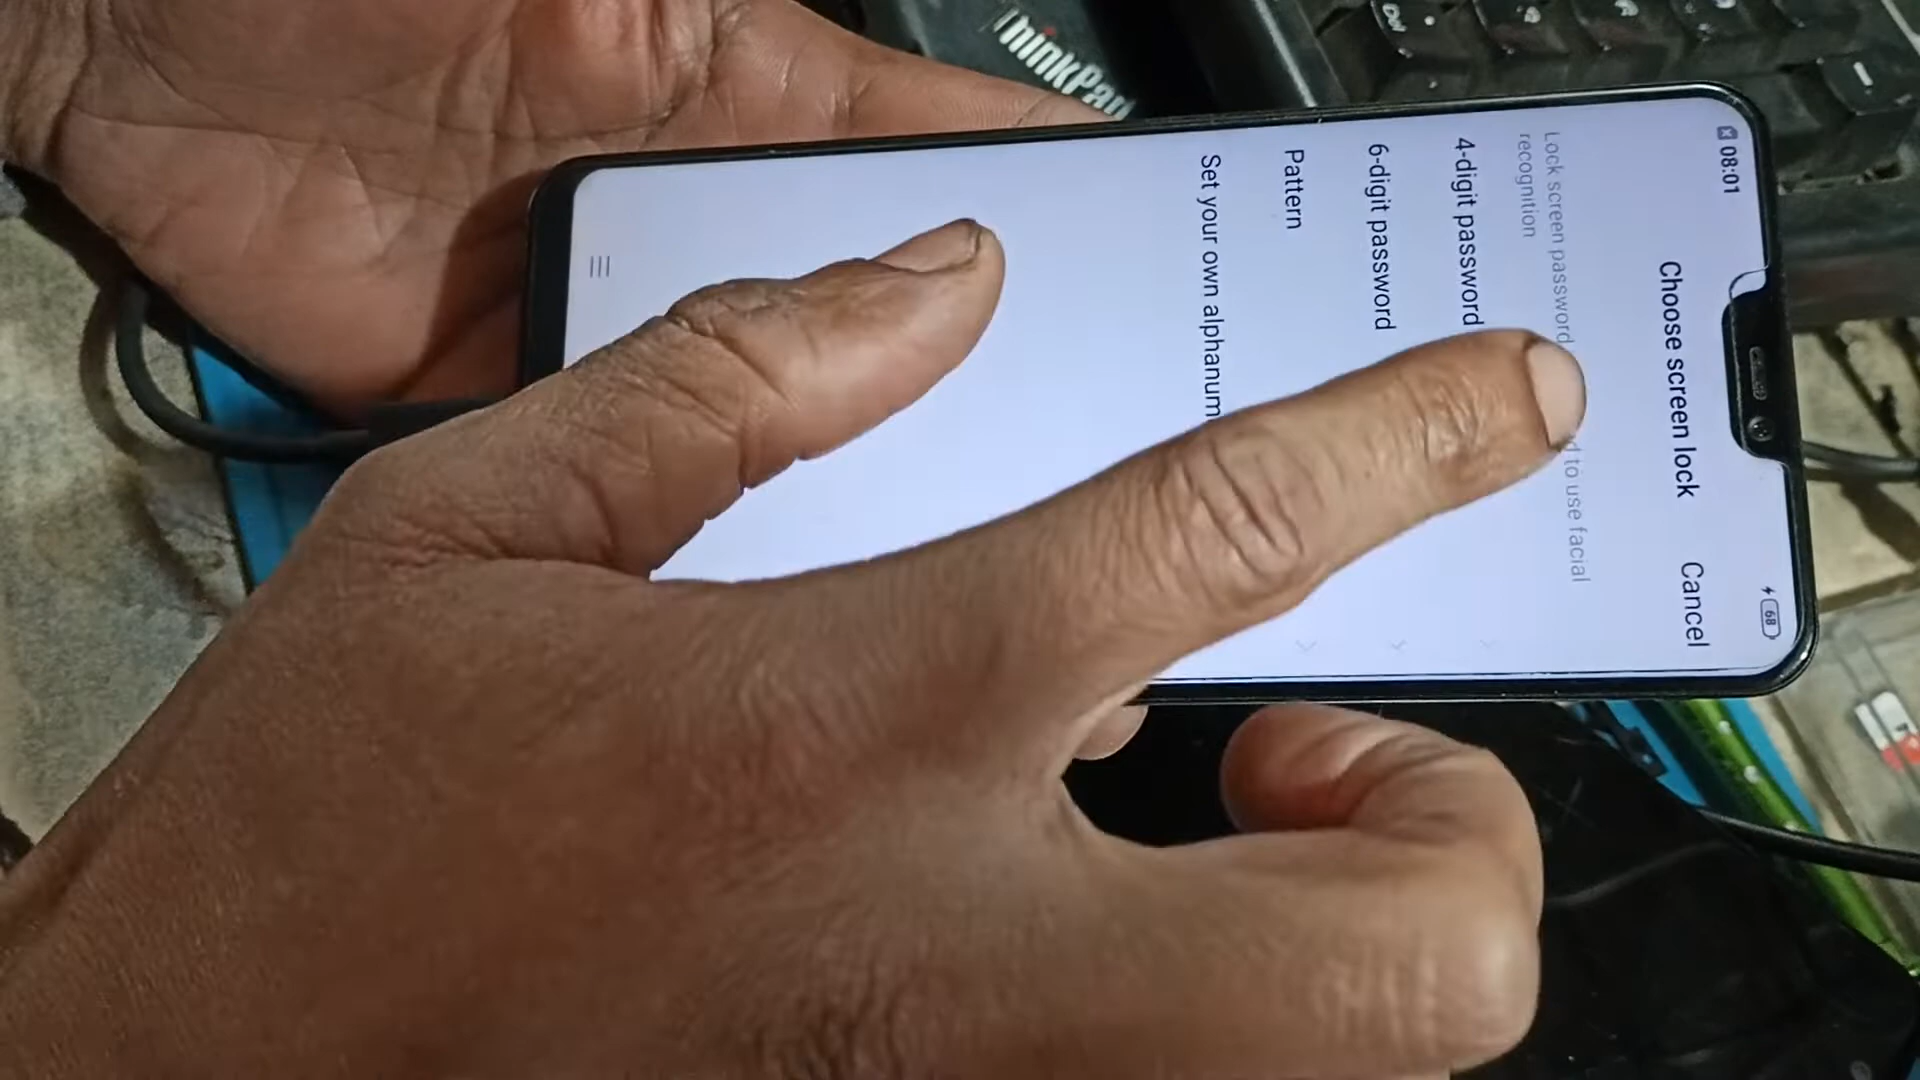 ThinkPad
08:01
68
Choose screen lock
Cancel
Lock screen password d to use facial
recognition
4-digit password
6-digit password
Pattern
Set your own alphanum